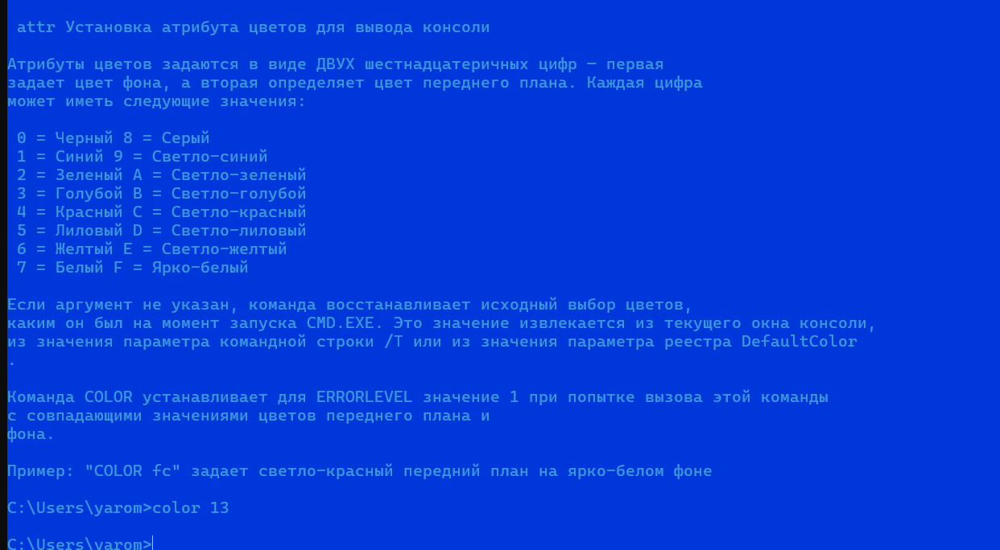 attr Установка атрибута цветов для вывода консоли
Атрибуты цветов задаются в виде ДВУХ шестнадцатеричных цифр — первая
задает цвет фона, а вторая определяет цвет переднего плана. Каждая цифра
может иметь следующие значения:
0 = Черный 8 = Серый
1 = Синий 9 = Светло-синий
2 = Зеленый A = Светло-зеленый
3 = Голубой B = Светло-голубой
4 = Красный C = Светло-красный
5 = Лиловый D = Светло-лиловый
6 = Желтый E = Светло-желтый
7 = Белый F = Ярко-белый
Если аргумент не указан, команда восстанавливает исходный выбор цветов,
каким он был на момент запуска CMD.EXE. Это значение извлекается из текущего окна консоли,
из значения параметра командной строки /T или из значения параметра реестра DefaultColor
.
Команда COLOR устанавливает для ERRORLEVEL значение 1 при попытке вызова этой команды
с совпадающими значениями цветов переднего плана и
фона.
Пример: "COLOR fc" задает светло-красный передний план на ярко-белом фоне
C:\Users\yarom>color 13
C:\Users\yarom>